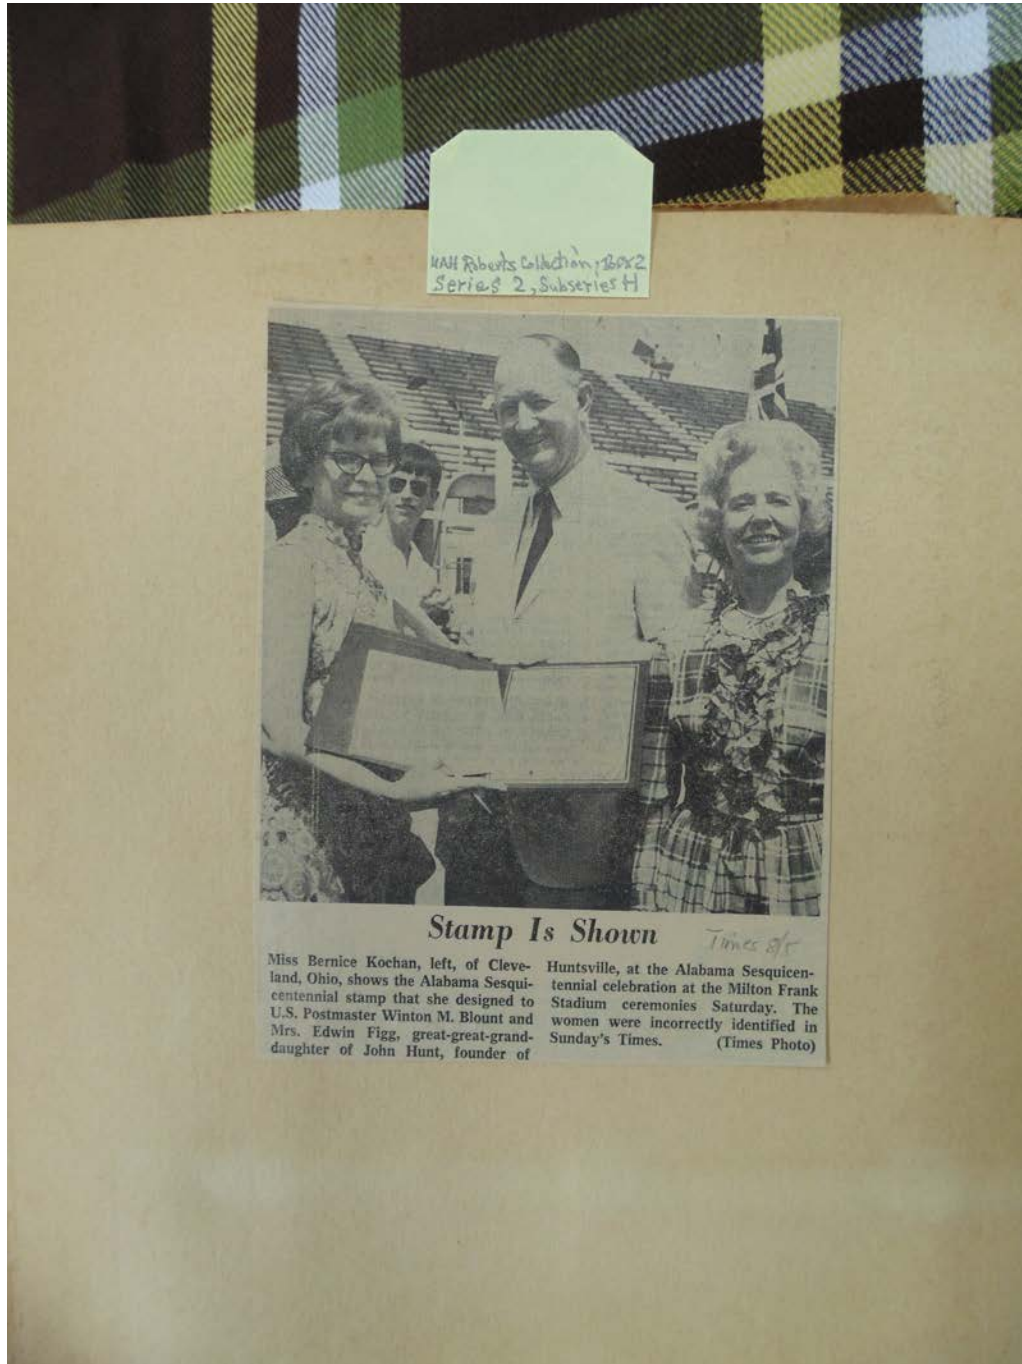 UAH Roberts Collection, Box 2
Series 2, Subseries H
Stamp Is Shown
Times 8/5
Miss Bernice Kochan, left, of Cleve-
land, Ohio, shows the Alabama Sesqui-
centennial stamp that she designed to
U.S. Postmaster Winton M. Blount and
Mrs. Edwin Figg, great-great-grand-
daughter of John Hunt, founder of
Huntsville, at the Alabama Sesquicen-
tennial celebration at the Milton Frank
Stadium ceremonies Saturday. The
women were incorrectly identified in
Sunday's Times. (Times Photo)